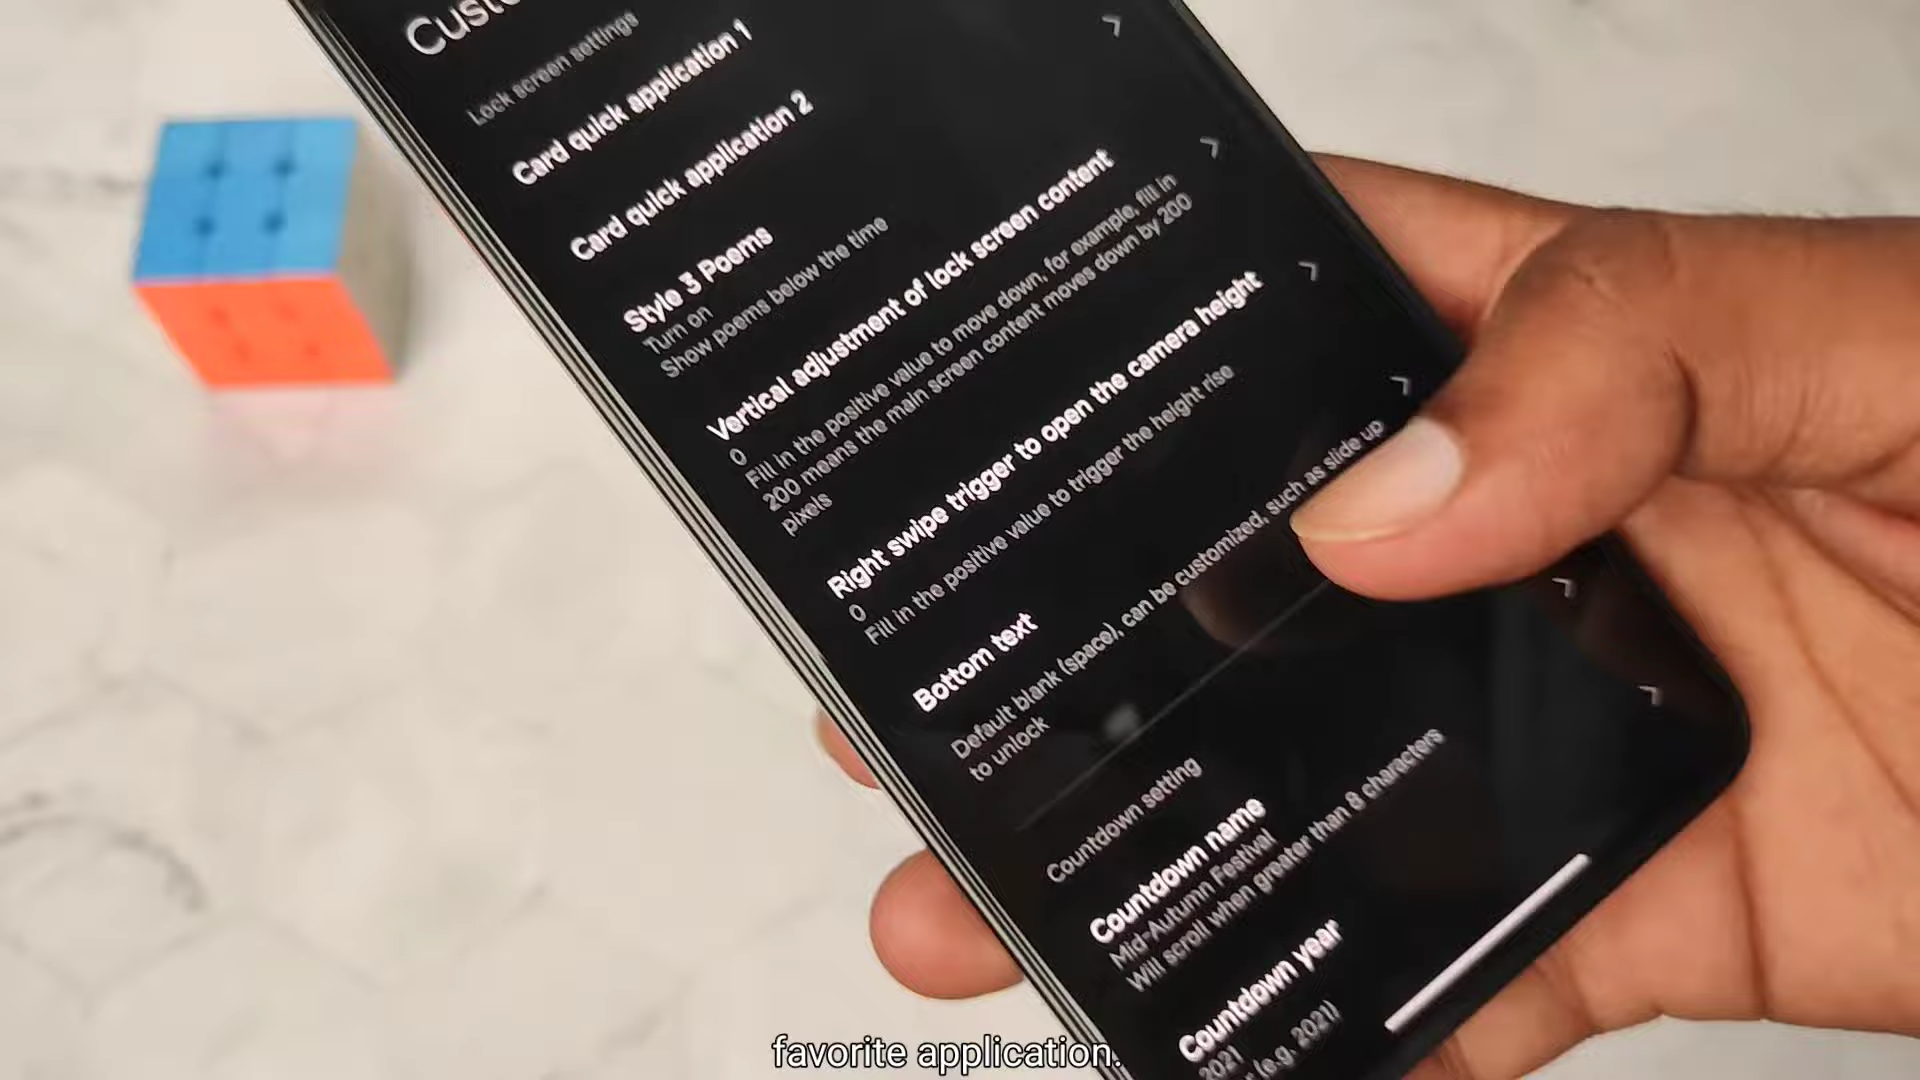 Lock screen settings
Card quick application 1
Card quick application 2
Style 3 Poems
Turn on
Show poems below the time
Vertical adjustment of lock screen content
0
Fill in the positive value to move down, for example, fill in
200 means the main screen content moves down by 200
pixels
Right swipe trigger to open the camera height
0
Fill in the positive value to trigger the height rise
Bottom text
Default blank (space), can be customized, such as slide up
to unlock
Countdown setting
Countdown name
Mid-Autumn Festival
Will scroll when greater than 8 characters
Countdown year
2021
(e.g. 2021)
favorite application.